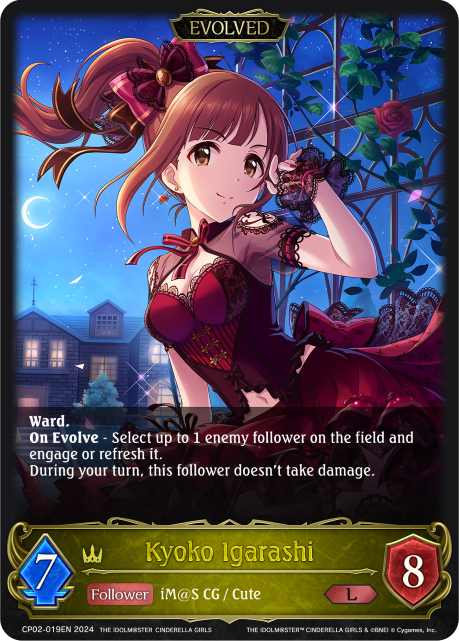 EVOLVED
Ward.
On Evolve - Select up to 1 enemy follower on the field and
engage or refresh it.
During your turn, this follower doesn't take damage.
Kyoko Igarashi
7
8
Follower iM@S CG / Cute L
CP02-019EN 2024 THE IDOLM@STER CINDERELLA GIRLS THE IDOLM@STER™ CINDERELLA GIRLS & ©BNEI © Cygames, Inc.